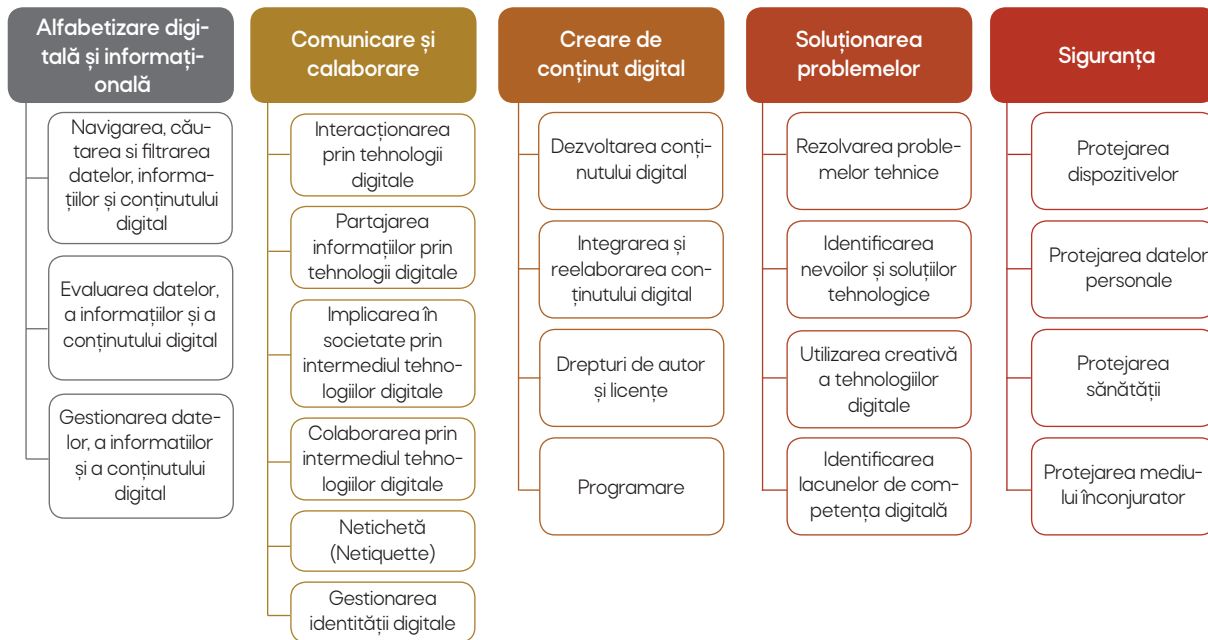 Alfabetizare digi-
tală și informați-
onală
Navigarea, cău-
tarea si filtrarea
datelor, informa-
țiilor și conținutului
digital
Evaluarea datelor,
a informațiilor și a
conținutului digital
Gestionarea date-
lor, a informatiilor
și a conținutului
digital
Comunicare și
calaborare
Interacționarea
prin tehnologii
digitale
Partajarea
informațiilor prin
tehnologii digitale
Implicarea în
societate prin
intermediul tehno-
logiilor digitale
Colaborarea prin
intermediul tehno-
logiilor digitale
Netichetă
(Netiquette)
Gestionarea
identității digitale
Creare de
conținut digital
Dezvoltarea conți-
nutului digital
Integrarea și
reelaborarea con-
ținutului digital
Drepturi de autor
și licențe
Programare
Soluționarea
problemelor
Rezolvarea proble-
melor tehnice
Identificarea
nevoilor și soluțiilor
tehnologice
Utilizarea creativă
a tehnologiilor
digitale
Identificarea
lacunelor de com-
petența digitală
Siguranța
Protejarea
dispozitivelor
Protejarea datelor
personale
Protejarea
sănătății
Protejarea mediu-
lui înconjurator